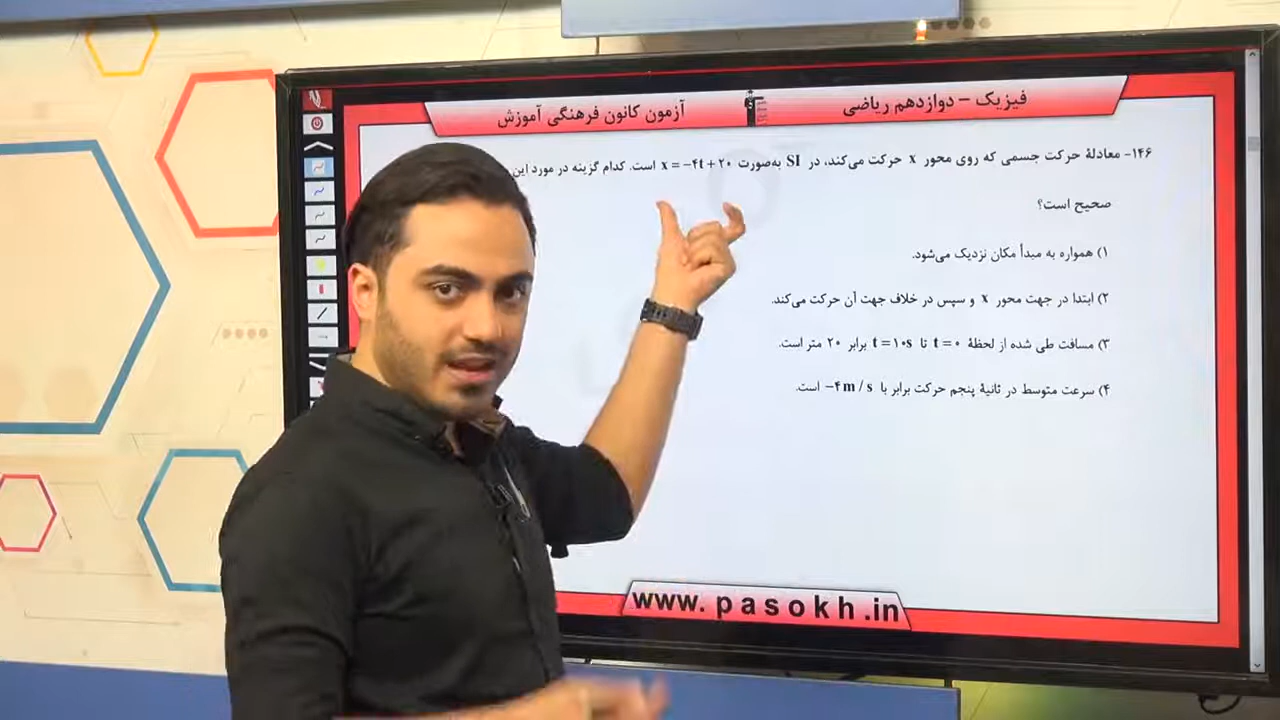 فیزیک – دوازدهم ریاضی
آزمون کانون فرهنگی آموزش
۱۴۶- معادلهٔ حرکت جسمی که روی محور x حرکت می‌کند، در SI به‌صورت x = −۴t + ۲۰ است. کدام گزینه در مورد این
صحیح است؟
۱) همواره به مبدأ مکان نزدیک می‌شود.
۲) ابتدا در جهت محور x و سپس در خلاف جهت آن حرکت می‌کند.
۳) مسافت طی شده از لحظهٔ t = ۰ تا t = ۱۰s برابر ۲۰ متر است.
۴) سرعت متوسط در ثانیهٔ پنجم حرکت برابر با −۴ m / s است.
www.pasokh.in